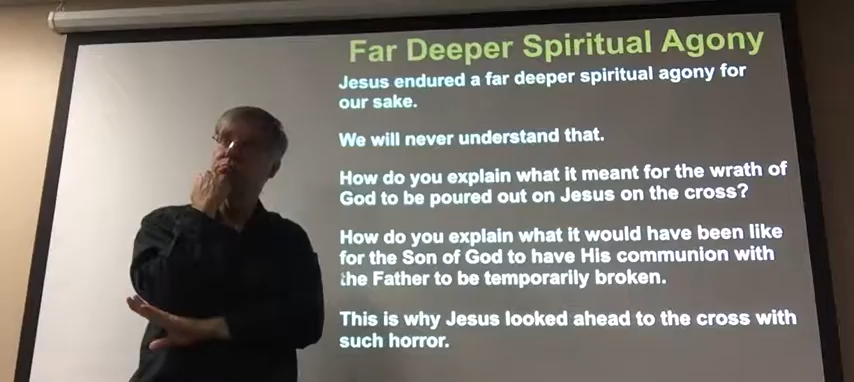 Far Deeper Spiritual Agony
Jesus endured a far deeper spiritual agony for
our sake.
We will never understand that.
How do you explain what it meant for the wrath of
God to be poured out on Jesus on the cross?
How do you explain what it would have been like
for the Son of God to have His communion with
the Father to be temporarily broken.
This is why Jesus looked ahead to the cross with
such horror.